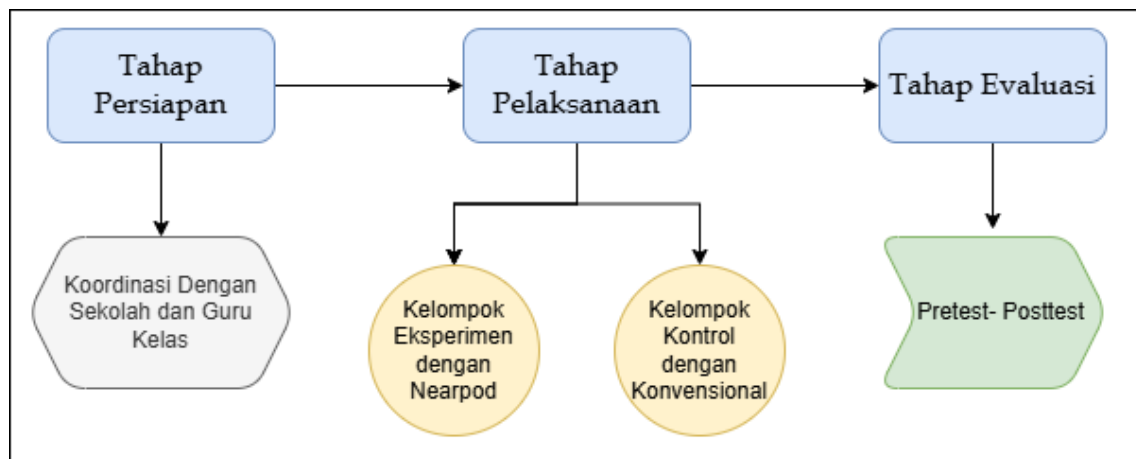 Tahap
Persiapan
Tahap
Pelaksanaan
Tahap Evaluasi
Koordinasi Dengan
Sekolah dan Guru
Kelas
Kelompok
Eksperimen
dengan
Nearpod
Kelompok
Kontrol
dengan
Konvensional
Pretest- Posttest